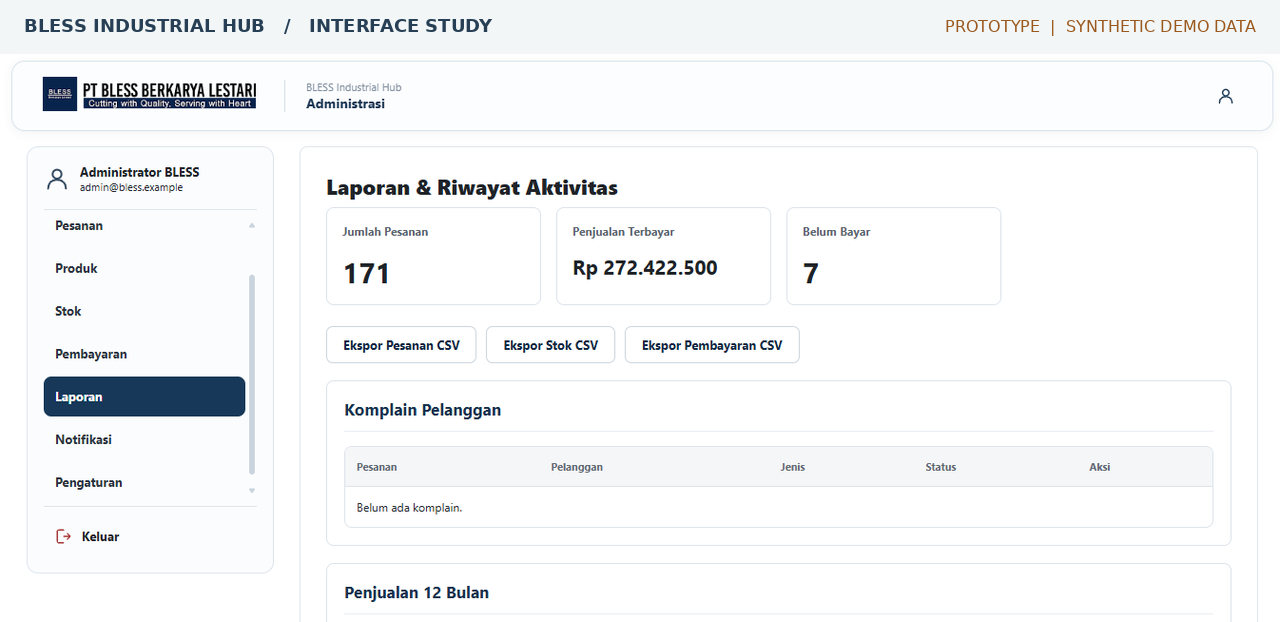 BLESS INDUSTRIAL HUB / INTERFACE STUDY
PROTOTYPE | SYNTHETIC DEMO DATA
BLESS
PT BLESS BERKARYA LESTARI
Cutting with Quality, Serving with Heart
BLESS Industrial Hub
Administrasi
Administrator BLESS
admin@bless.example
Pesanan
Produk
Stok
Pembayaran
Laporan
Notifikasi
Pengaturan
Keluar
Laporan & Riwayat Aktivitas
Jumlah Pesanan
171
Penjualan Terbayar
Rp 272.422.500
Belum Bayar
7
Ekspor Pesanan CSV
Ekspor Stok CSV
Ekspor Pembayaran CSV
Komplain Pelanggan
Pesanan Pelanggan Jenis Status Aksi
Belum ada komplain.
Penjualan 12 Bulan